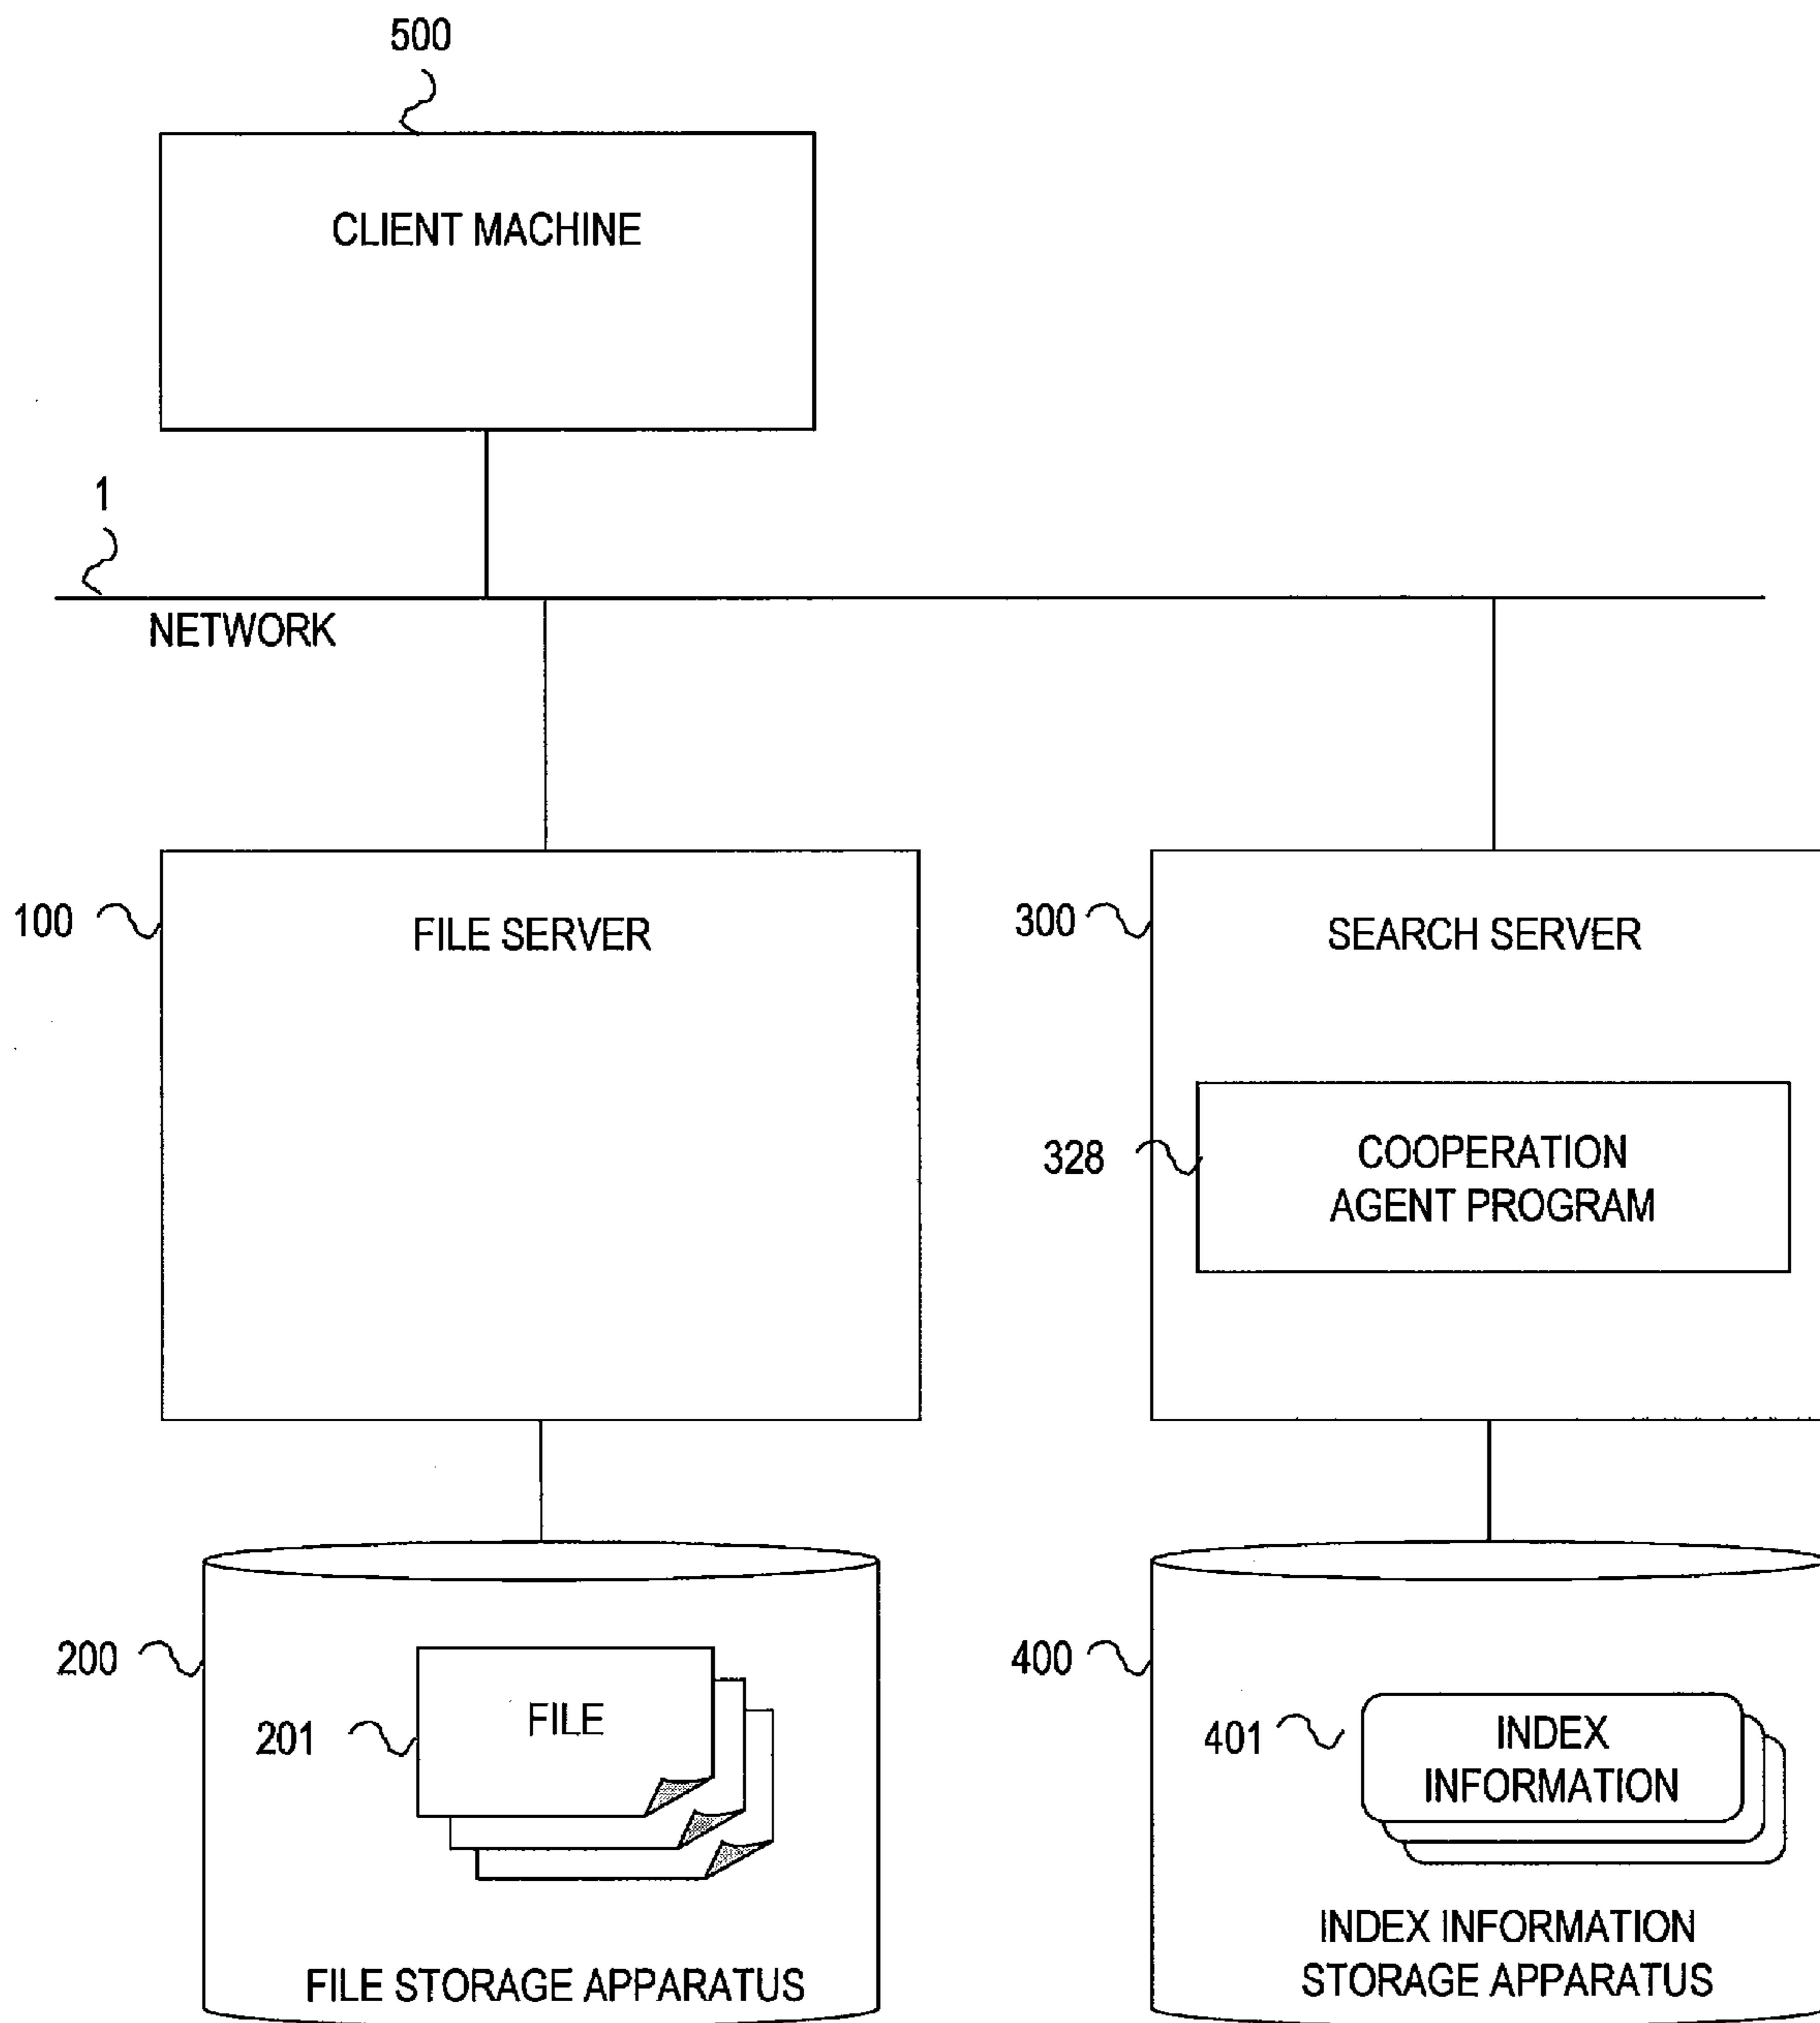 500
CLIENT MACHINE
1
NETWORK
100
FILE SERVER
300
SEARCH SERVER
328
COOPERATION
AGENT PROGRAM
200
201
FILE
FILE STORAGE APPARATUS
400
401
INDEX
INFORMATION
INDEX INFORMATION
STORAGE APPARATUS